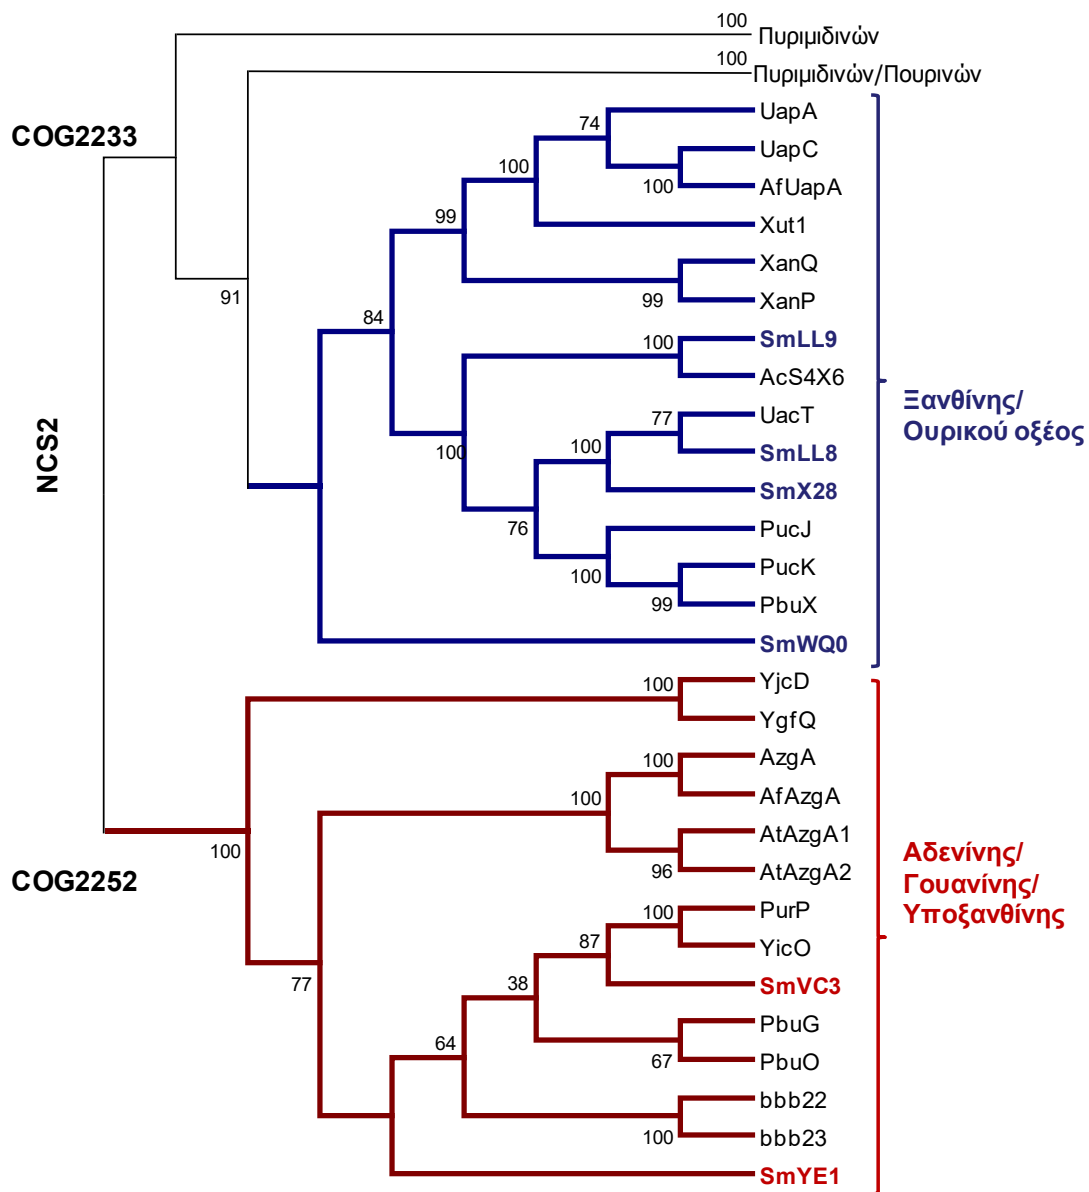 100
Πυριμιδινών
100
Πυριμιδινών/Πουρινών
COG2233
UapA
74
UapC
100
AfUapA
100
Xut1
99
XanQ
99
XanP
91
84
SmLL9
100
AcS4X6
Ξανθίνης/
Ουρικού οξέος
UacT
77
SmLL8
100
100
SmX28
NCS2
PucJ
76
PucK
100
PbuX
99
SmWQ0
YjcD
100
YgfQ
AzgA
100
AfAzgA
100
AtAzgA1
100
AtAzgA2
96
COG2252
Αδενίνης/
Γουανίνης/
Υποξανθίνης
PurP
100
YicO
87
SmVC3
77
38
PbuG
64
PbuO
67
bbb22
bbb23
100
SmYE1